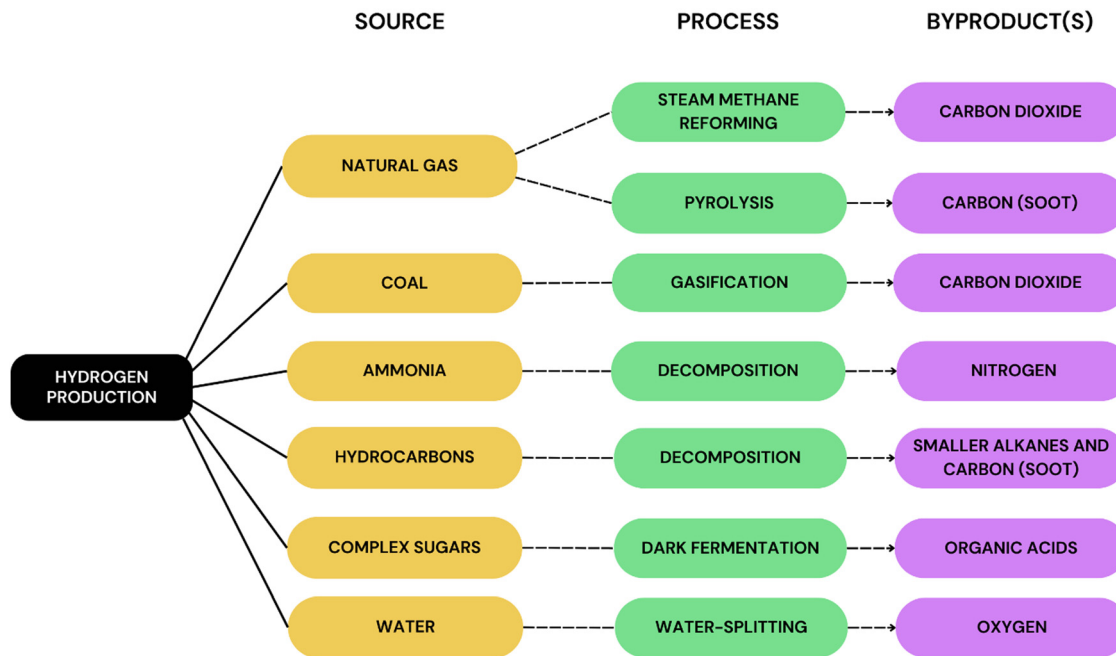 SOURCE
PROCESS
BYPRODUCT(S)
STEAM METHANE
REFORMING
CARBON DIOXIDE
NATURAL GAS
PYROLYSIS
CARBON (SOOT)
COAL
GASIFICATION
CARBON DIOXIDE
HYDROGEN
PRODUCTION
AMMONIA
DECOMPOSITION
NITROGEN
HYDROCARBONS
DECOMPOSITION
SMALLER ALKANES AND
CARBON (SOOT)
COMPLEX SUGARS
DARK FERMENTATION
ORGANIC ACIDS
WATER
WATER-SPLITTING
OXYGEN